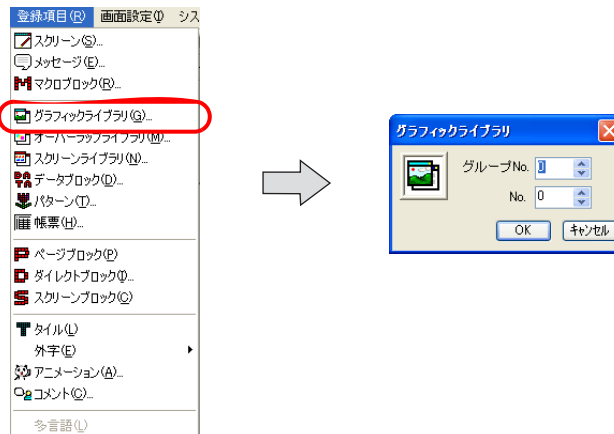 登録項目(R) 画面設定(I) シス
スクリーン(S)...
メッセージ(E)...
マクロブロック(R)...
グラフィックライブラリ(G)...
オーバーラップライブラリ(M)...
スクリーンライブラリ(N)...
データブロック(D)...
パターン(T)...
帳票(H)...
ページブロック(P)
ダイレクトブロック(I)...
スクリーンブロック(C)
タイル(L)
外字(E)
アニメーション(A)...
コメント(C)...
多言語(L)
グラフィックライブラリ
グループNo. 0
No. 0
OK キャンセル